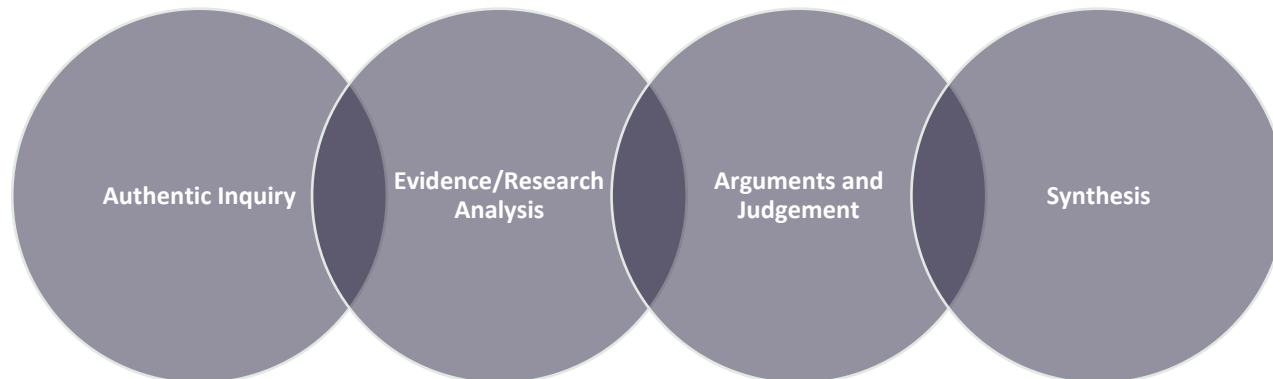 Authentic Inquiry
Evidence/Research
Analysis
Arguments and
Judgement
Synthesis